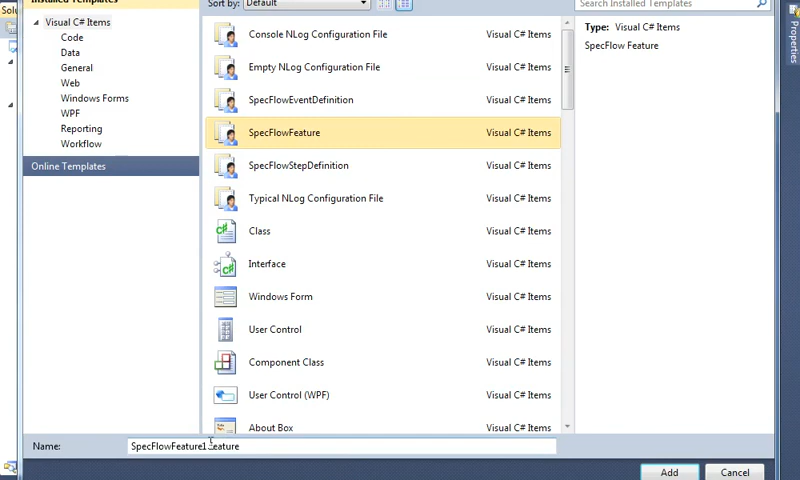 Solu
Installed Templates
Sort by: Default
Search Installed Templates
Visual C# Items
Code
Data
General
Web
Windows Forms
WPF
Reporting
Workflow
Online Templates
Console NLog Configuration File Visual C# Items
Empty NLog Configuration File Visual C# Items
SpecFlowEventDefinition Visual C# Items
SpecFlowFeature Visual C# Items
SpecFlowStepDefinition Visual C# Items
Typical NLog Configuration File Visual C# Items
Class Visual C# Items
Interface Visual C# Items
Windows Form Visual C# Items
User Control Visual C# Items
Component Class Visual C# Items
User Control (WPF) Visual C# Items
About Box Visual C# Items
Type: Visual C# Items
SpecFlow Feature
Properties
Name: SpecFlowFeature1.feature
Add Cancel